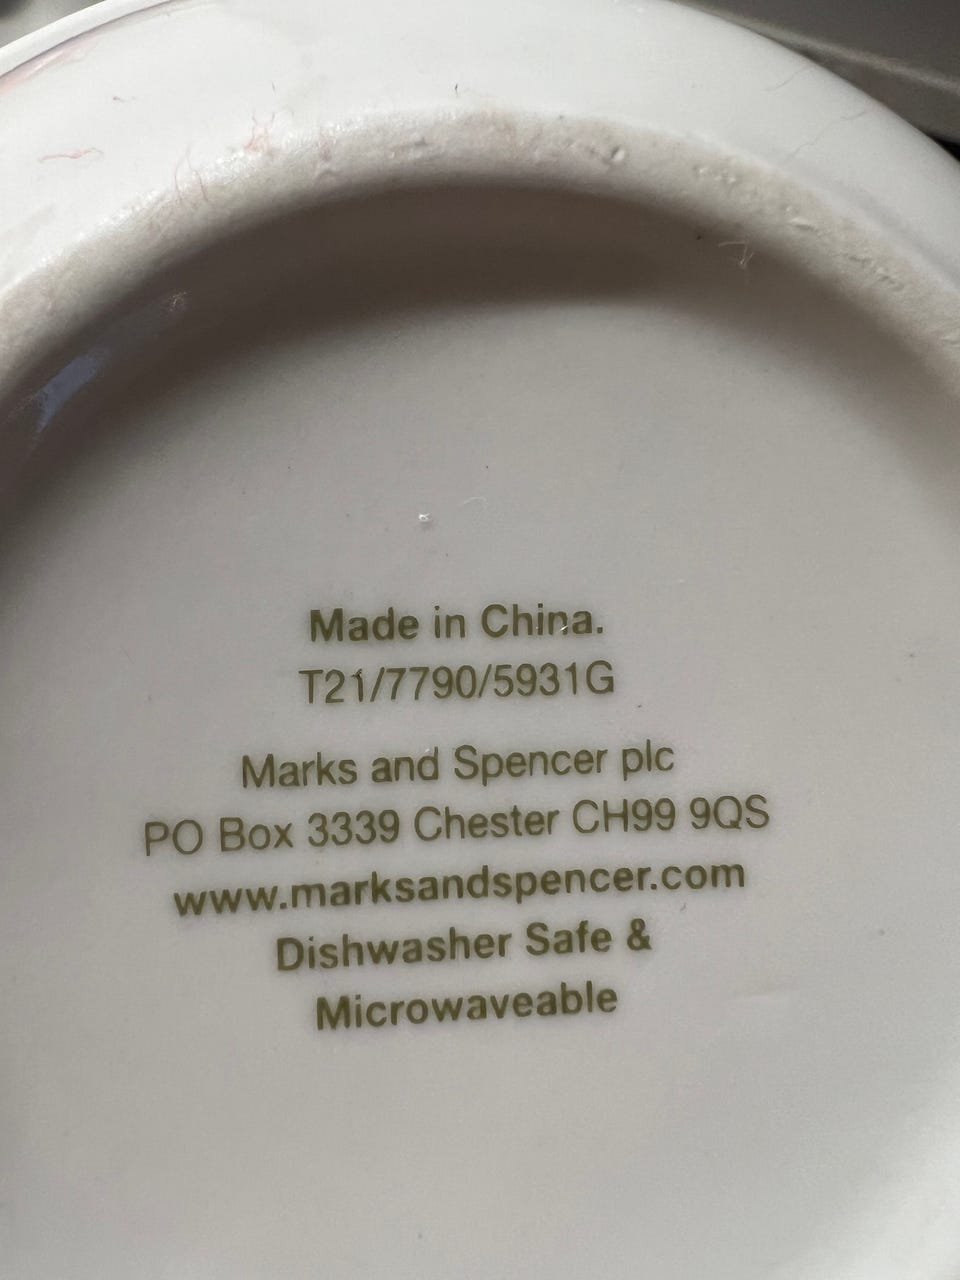 Made in China.
T21/7790/5931G
Marks and Spencer plc
PO Box 3339 Chester CH99 9QS
www.marksandspencer.com
Dishwasher Safe &
Microwaveable